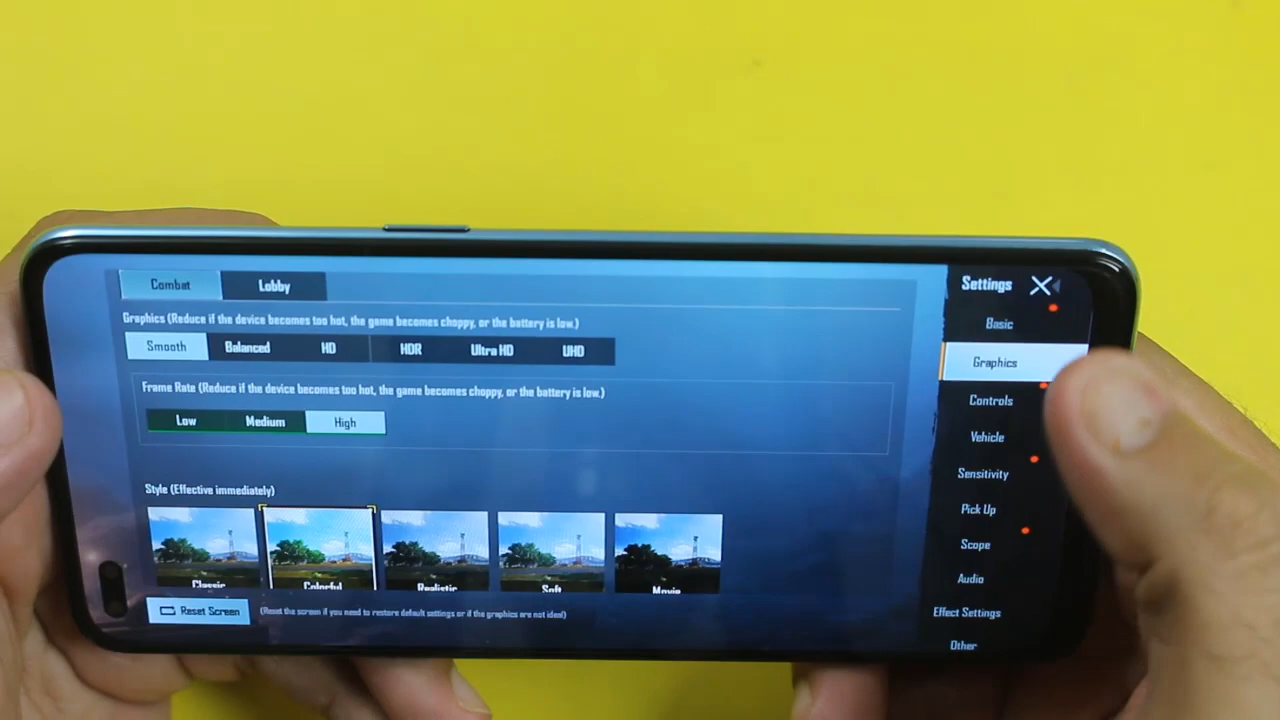 Combat Lobby
Graphics (Reduce if the device becomes too hot, the game becomes choppy, or the battery is low.)
Smooth Balanced HD HDR Ultra HD UHD
Frame Rate (Reduce if the device becomes too hot, the game becomes choppy, or the battery is low.)
Low Medium High
Style (Effective immediately)
Classic Colorful Realistic Soft Movie
Reset Screen (Reset the screen if you need to restore default settings or if the graphics are not ideal)
Settings
Basic
Graphics
Controls
Vehicle
Sensitivity
Pick Up
Scope
Audio
Effect Settings
Other